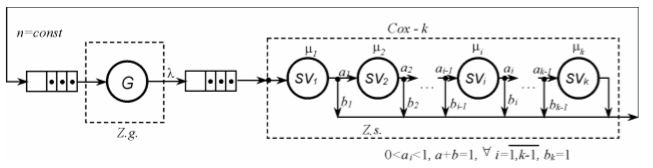 n=const
Cox - k
μ₁ μ₂ μᵢ μₖ
G λ SV₁ a₁ SV₂ a₂ ... aᵢ₋₁ SVᵢ aᵢ ... aₖ₋₁ SVₖ
b₁ b₂ ... bᵢ₋₁ bᵢ ... bₖ₋₁
Z.g. Z.s.
0<aᵢ<1, a+b=1, ∀ i=1,k-1, bₖ=1